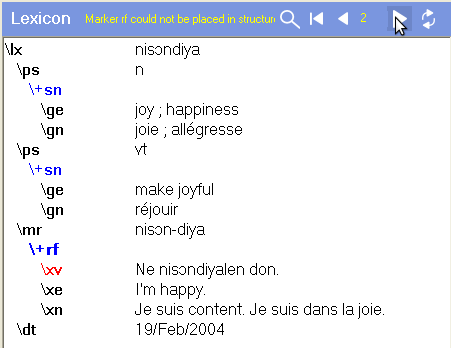 Lexicon Marker rf could not be placed in structure 2
\lx nisɔndiya
\ps n
\+sn
\ge joy ; happiness
\gn joie ; allégresse
\ps vt
\+sn
\ge make joyful
\gn réjouir
\mr nisɔn-diya
\+rf
\xv Ne nisɔndiyalen don.
\xe I'm happy.
\xn Je suis content. Je suis dans la joie.
\dt 19/Feb/2004